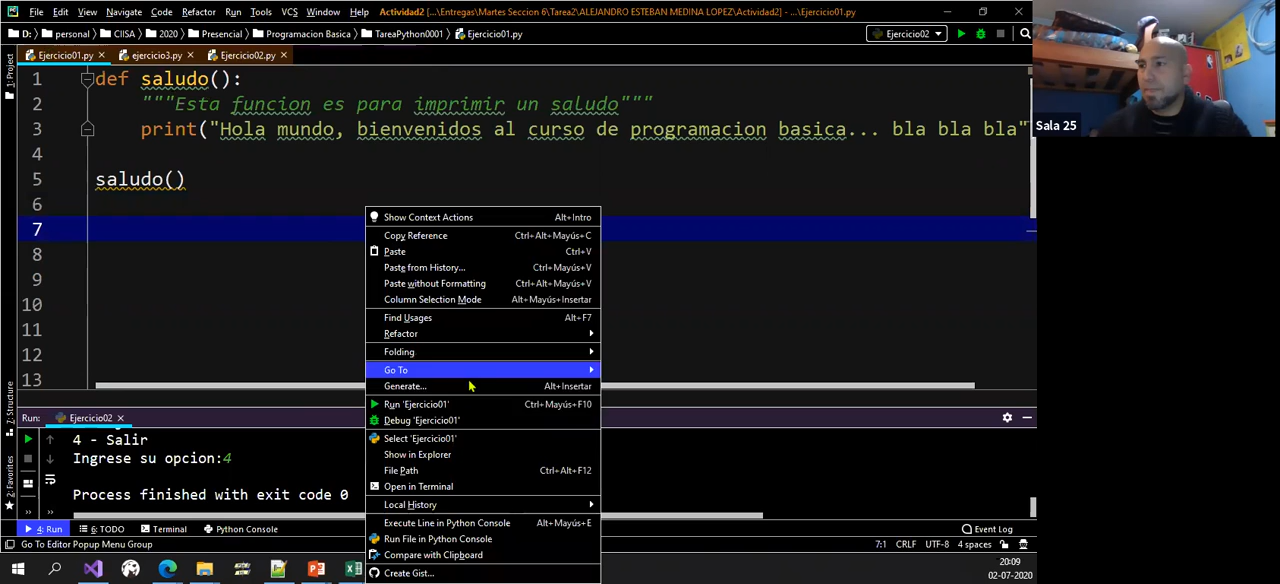 File Edit View Navigate Code Refactor Run Tools VCS Window Help Actividad2 [...\Entregas\Martes Seccion 6\Tarea2\ALEJANDRO ESTEBAN MEDINA LOPEZ\Actividad2] - ...\Ejercicio01.py
D: personal CIISA 2020 Presencial Programacion Basica TareaPython0001 Ejercicio01.py Ejercicio02
Ejercicio01.py ejercicio3.py Ejercicio02.py
1: Project
1 def saludo():
2 """Esta funcion es para imprimir un saludo"""
3 print("Hola mundo, bienvenidos al curso de programacion basica... bla bla bla"
Sala 25
4
5 saludo()
6
7
8
9
10
11
12
13
Show Context Actions Alt+Intro
Copy Reference Ctrl+Alt+Mayús+C
Paste Ctrl+V
Paste from History... Ctrl+Mayús+V
Paste without Formatting Ctrl+Alt+Mayús+V
Column Selection Mode Alt+Mayús+Insertar
Find Usages Alt+F7
Refactor
Folding
Go To
Generate... Alt+Insertar
Run 'Ejercicio01' Ctrl+Mayús+F10
Debug 'Ejercicio01'
Select 'Ejercicio01'
Show in Explorer
File Path Ctrl+Alt+F12
Open in Terminal
Local History
Execute Line in Python Console Alt+Mayús+E
Run File in Python Console
Compare with Clipboard
Create Gist...
7: Structure
2: Favorites
Run: Ejercicio02
4 - Salir
Ingrese su opcion:4
Process finished with exit code 0
4: Run 6: TODO Terminal Python Console Event Log
Go To Editor Popup Menu Group 7:1 CRLF UTF-8 4 spaces
20:09
02-07-2020